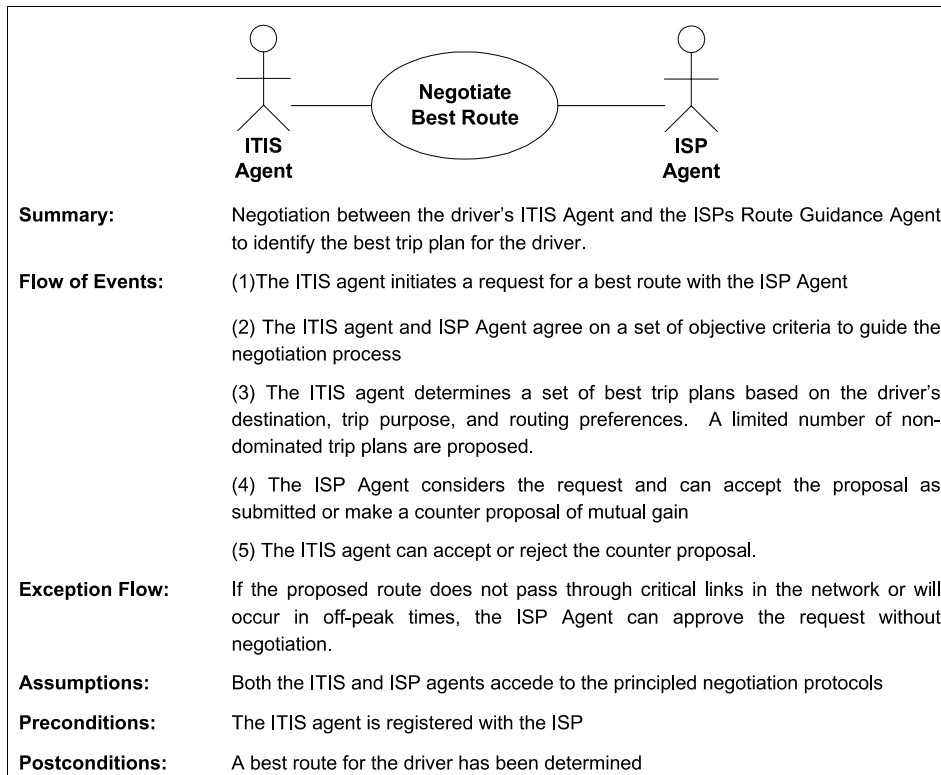 Negotiate
Best Route
ITIS
Agent
ISP
Agent
Summary: Negotiation between the driver's ITIS Agent and the ISPs Route Guidance Agent
to identify the best trip plan for the driver.
Flow of Events: (1)The ITIS agent initiates a request for a best route with the ISP Agent
(2) The ITIS agent and ISP Agent agree on a set of objective criteria to guide the
negotiation process
(3) The ITIS agent determines a set of best trip plans based on the driver's
destination, trip purpose, and routing preferences. A limited number of non-
dominated trip plans are proposed.
(4) The ISP Agent considers the request and can accept the proposal as
submitted or make a counter proposal of mutual gain
(5) The ITIS agent can accept or reject the counter proposal.
Exception Flow: If the proposed route does not pass through critical links in the network or will
occur in off-peak times, the ISP Agent can approve the request without
negotiation.
Assumptions: Both the ITIS and ISP agents accede to the principled negotiation protocols
Preconditions: The ITIS agent is registered with the ISP
Postconditions: A best route for the driver has been determined